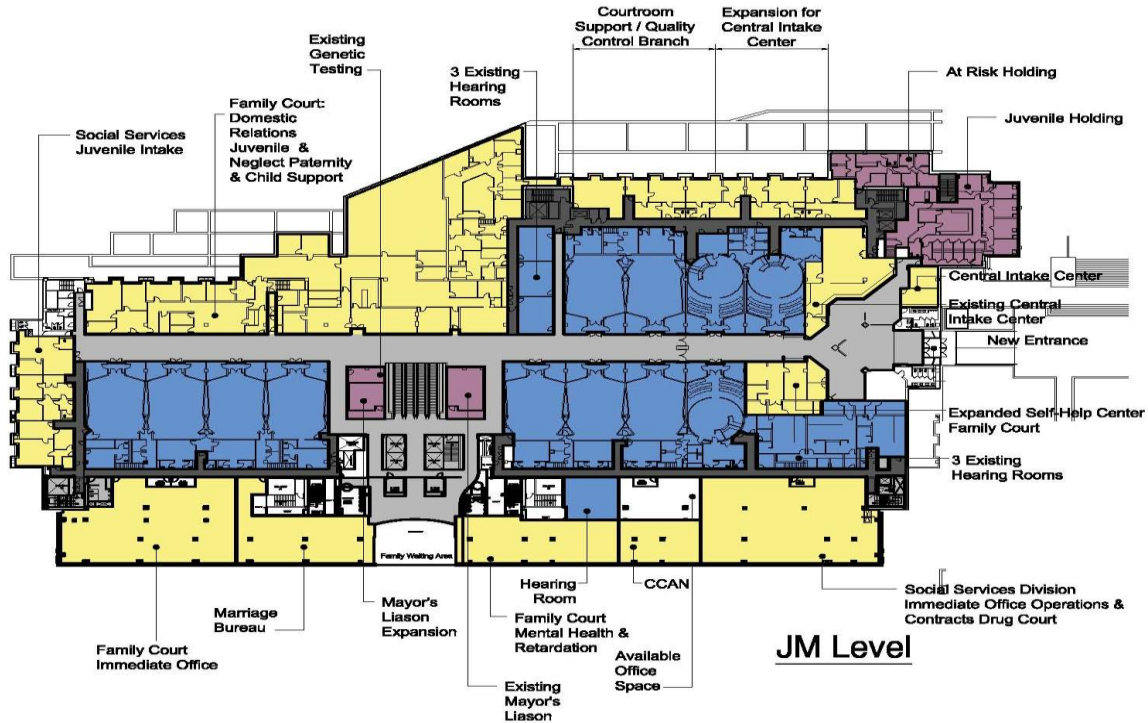 Courtroom
Support / Quality
Control Branch
Expansion for
Central Intake
Center
Existing
Genetic
Testing
3 Existing
Hearing
Rooms
At Risk Holding
Family Court:
Domestic
Relations
Juvenile &
Neglect Paternity
& Child Support
Juvenile Holding
Social Services
Juvenile Intake
Central Intake Center
Existing Central
Intake Center
New Entrance
Expanded Self-Help Center
Family Court
3 Existing
Hearing Rooms
Family Waiting Area
Hearing
Room
CCAN
Social Services Division
Immediate Office Operations &
Contracts Drug Court
Marriage
Bureau
Mayor's
Liason
Expansion
Family Court
Mental Health &
Retardation
Family Court
Immediate Office
Available
Office
Space
JM Level
Existing
Mayor's
Liason